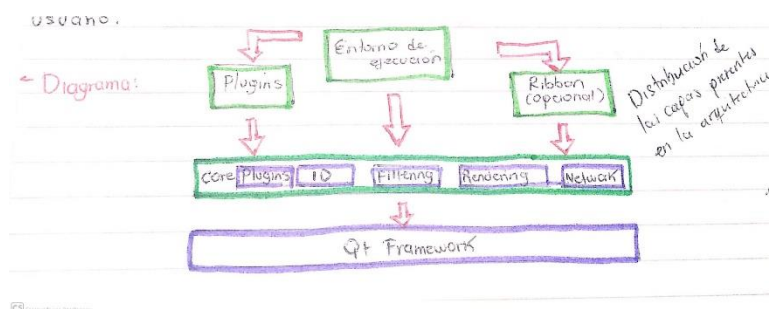 usuario.
Entorno de
ejecución
← Diagrama:
Plugins
Ribbon
(opcional)
Distribución de
las capas presentes
en la arquitectura
Core Plugins IO Filtering Rendering Network
Qt Framework